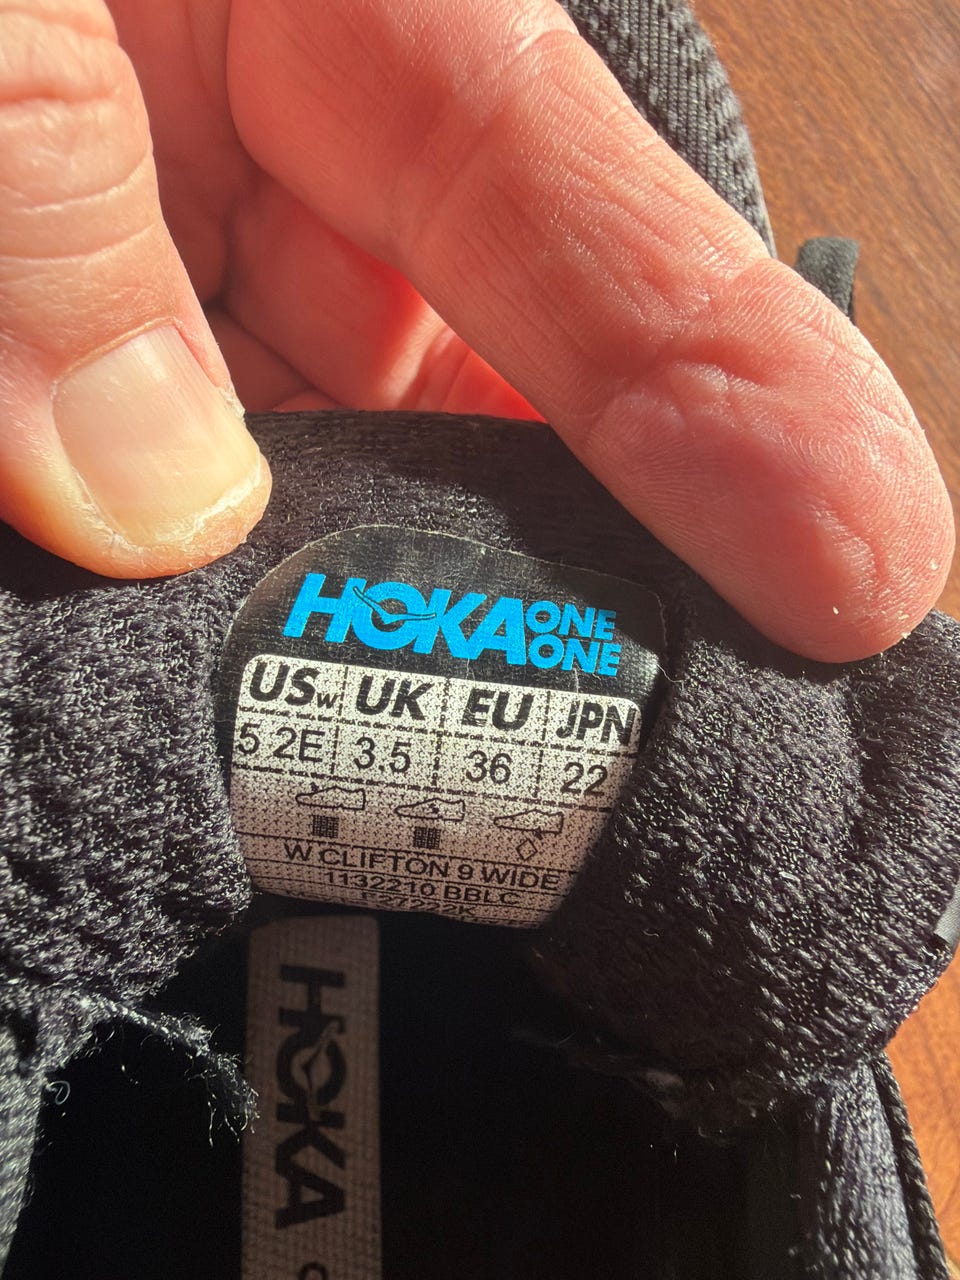 HOKA ONE ONE
USw UK EU JPN
5 2E 3.5 36 22
W CLIFTON 9 WIDE
1132210 BBLC
F27222K
HOKA